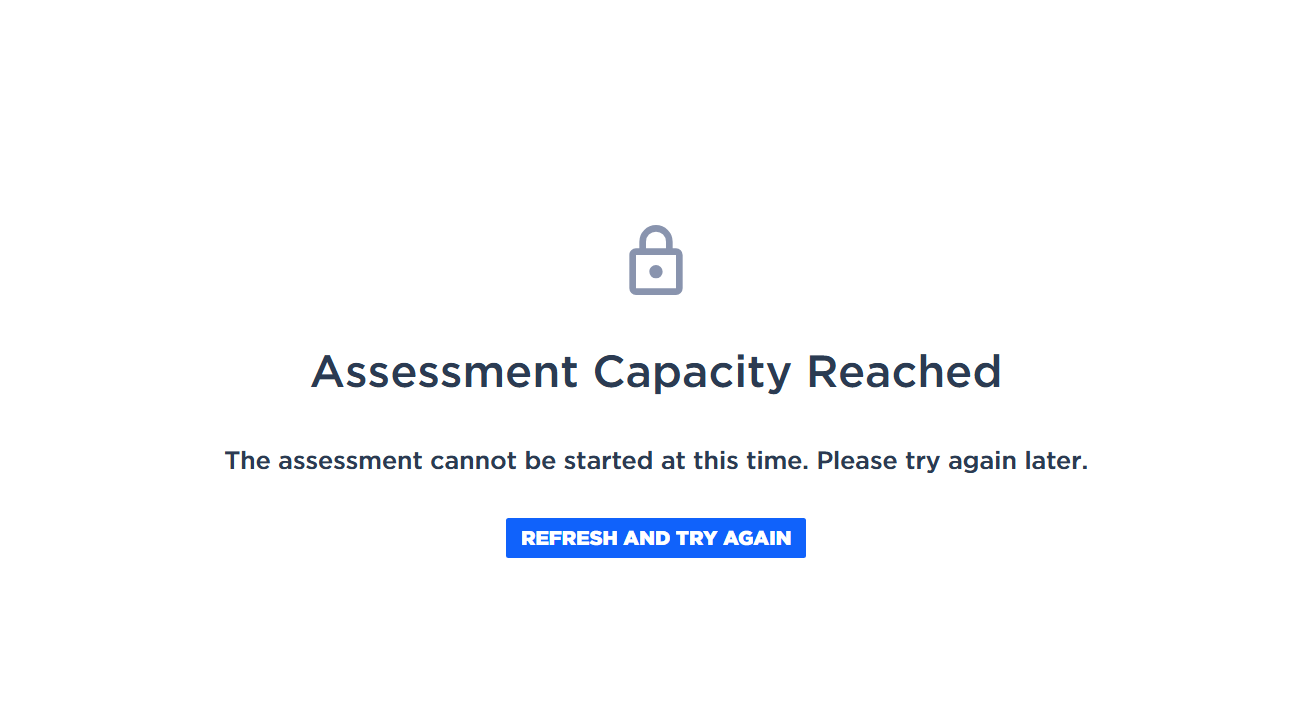 Assessment Capacity Reached
The assessment cannot be started at this time. Please try again later.
REFRESH AND TRY AGAIN